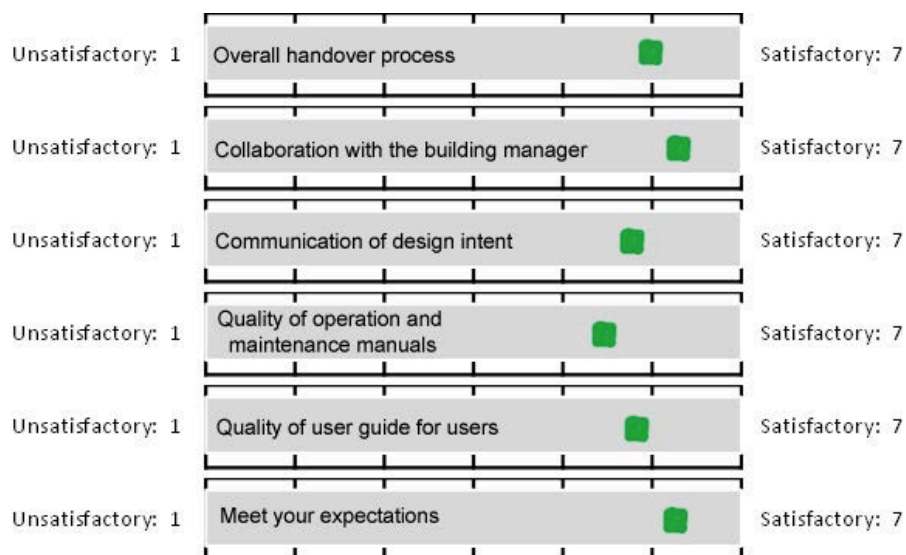 Unsatisfactory: 1 Overall handover process Satisfactory: 7
Unsatisfactory: 1 Collaboration with the building manager Satisfactory: 7
Unsatisfactory: 1 Communication of design intent Satisfactory: 7
Unsatisfactory: 1 Quality of operation and Satisfactory: 7
maintenance manuals
Unsatisfactory: 1 Quality of user guide for users Satisfactory: 7
Unsatisfactory: 1 Meet your expectations Satisfactory: 7